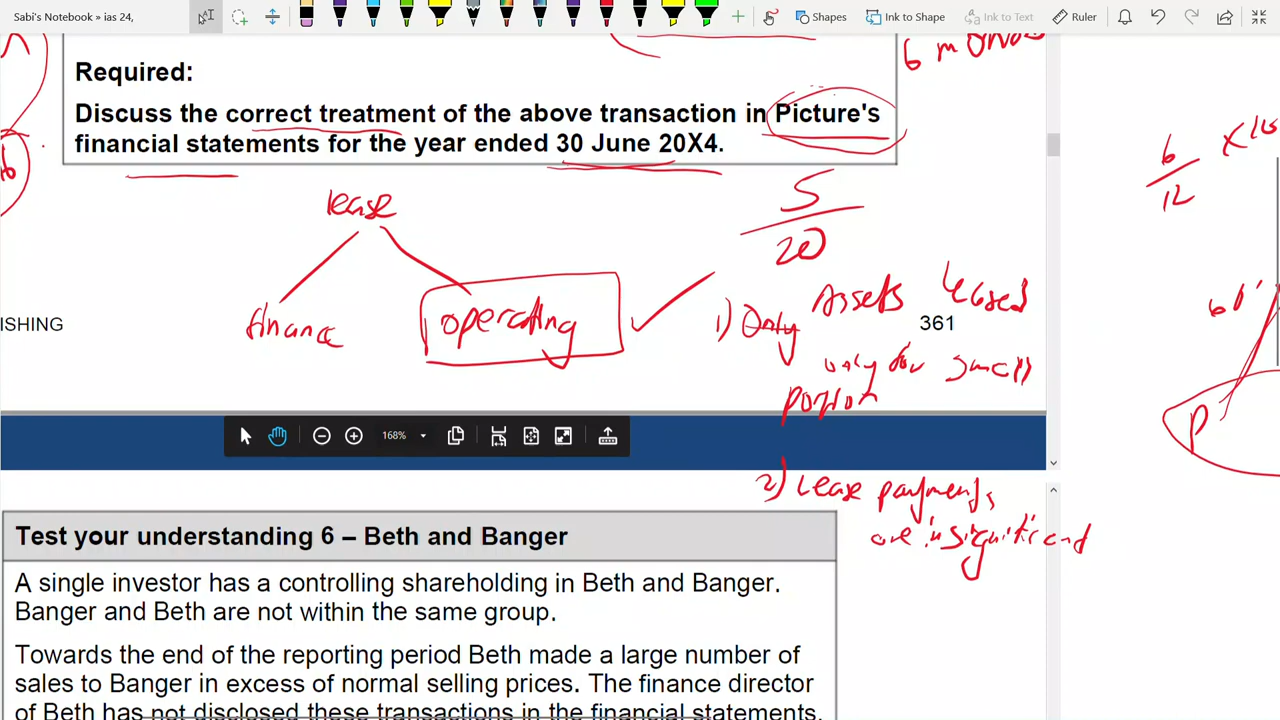 Sabi's Notebook » ias 24,
Shapes
Ink to Shape
Ink to Text
Ruler
6 months
Required:
Discuss the correct treatment of the above transaction in Picture's
financial statements for the year ended 30 June 20X4.
6
12
lease
5
20
finance
operating
Assets leased
1) Only
only for small
portion
ISHING
361
P
168%
2) Lease payments
are insignificand
Test your understanding 6 – Beth and Banger
A single investor has a controlling shareholding in Beth and Banger.
Banger and Beth are not within the same group.
Towards the end of the reporting period Beth made a large number of
sales to Banger in excess of normal selling prices. The finance director
of Beth has not disclosed these transactions in the financial statements,